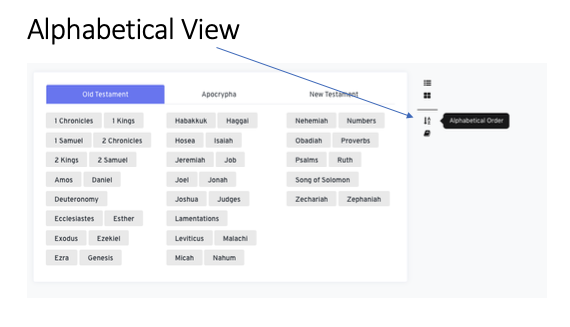 Alphabetical View
Old Testament Apocrypha New Testament
Alphabetical Order
1 Chronicles 1 Kings
1 Samuel 2 Chronicles
2 Kings 2 Samuel
Amos Daniel
Deuteronomy
Ecclesiastes Esther
Exodus Ezekiel
Ezra Genesis
Habakkuk Haggai
Hosea Isaiah
Jeremiah Job
Joel Jonah
Joshua Judges
Lamentations
Leviticus Malachi
Micah Nahum
Nehemiah Numbers
Obadiah Proverbs
Psalms Ruth
Song of Solomon
Zechariah Zephaniah